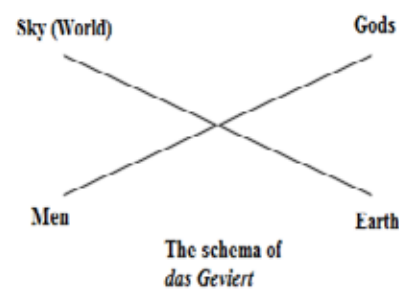 Sky (World)
Gods
Men
Earth
The schema of
das Geviert